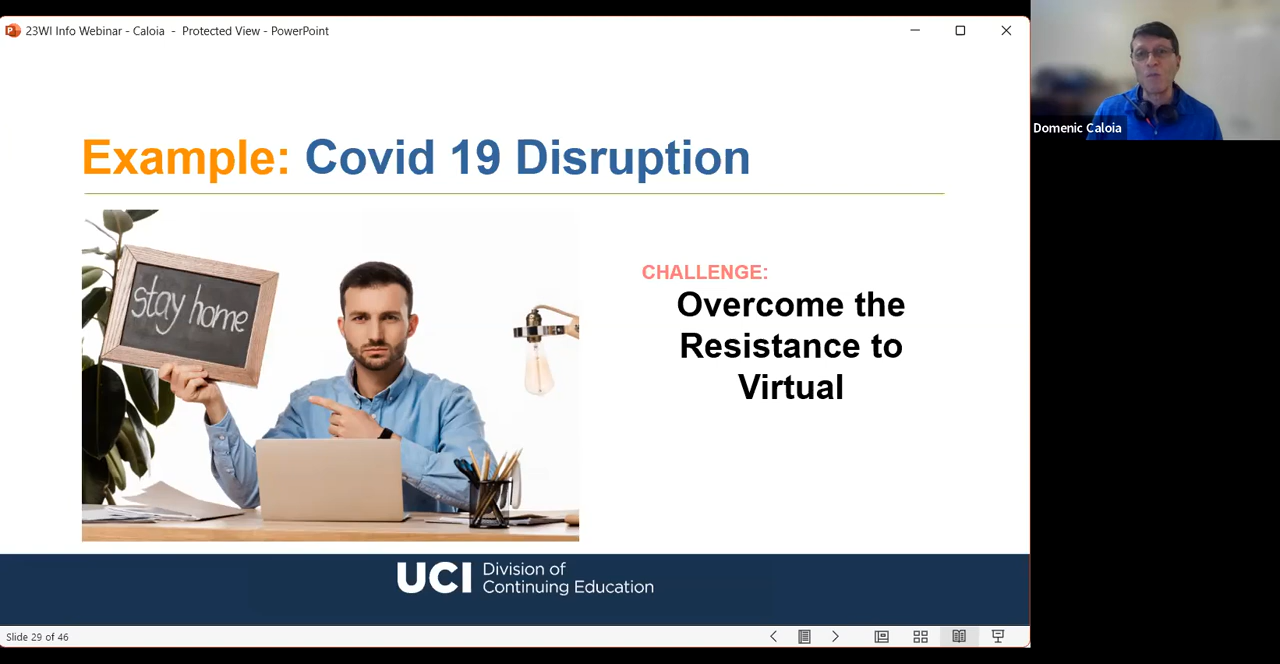 23WI Info Webinar - Caloia - Protected View - PowerPoint
Domenic Caloia
Example: Covid 19 Disruption
stay home
CHALLENGE:
Overcome the
Resistance to
Virtual
UCI Division of
Continuing Education
Slide 29 of 46